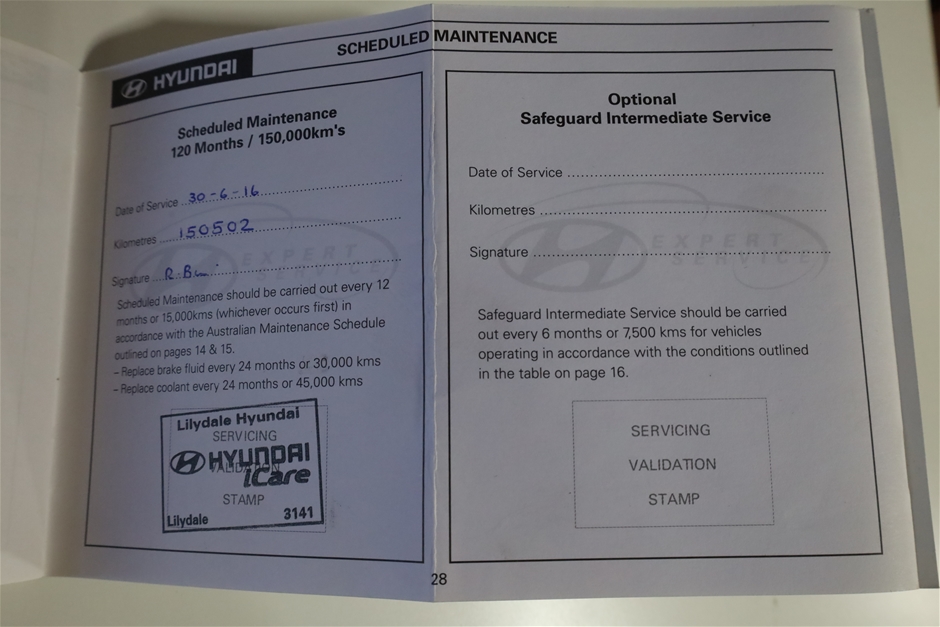 SCHEDULED MAINTENANCE
HYUNDAI
Scheduled Maintenance
120 Months / 150,000km's
Date of Service 30-6-16
Kilometres 150502
Signature
EXPERT
SERVICE
Scheduled Maintenance should be carried out every 12
months or 15,000kms (whichever occurs first) in
accordance with the Australian Maintenance Schedule
outlined on pages 14 & 15.
– Replace brake fluid every 24 months or 30,000 kms
– Replace coolant every 24 months or 45,000 kms
Lilydale Hyundai
SERVICING
HYUNDAI
VALIDATION
iCare
STAMP
Lilydale 3141
Optional
Safeguard Intermediate Service
Date of Service
Kilometres
Signature
EXPERT
SERVICE
Safeguard Intermediate Service should be carried
out every 6 months or 7,500 kms for vehicles
operating in accordance with the conditions outlined
in the table on page 16.
SERVICING
VALIDATION
STAMP
28